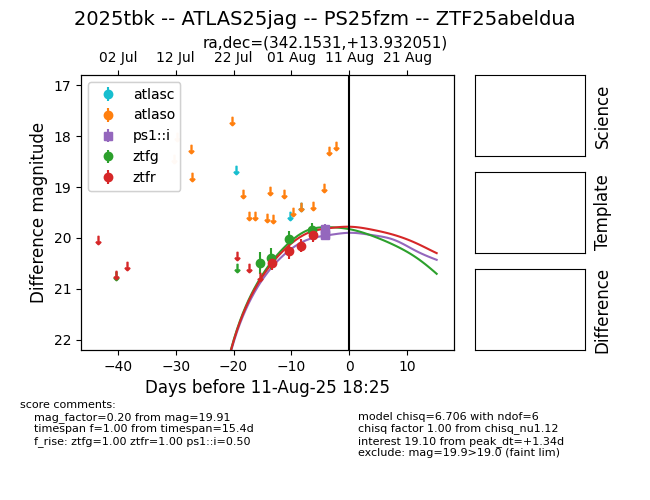 2025tbk -- ATLAS25jag -- PS25fzm -- ZTF25abeldua
ra,dec=(342.1531,+13.932051)
02 Jul 12 Jul 22 Jul 01 Aug 11 Aug 21 Aug
17
18
19
20
21
22
Difference magnitude
atlasc
atlaso
ps1::i
ztfg
ztfr
−40 −30 −20 −10 0 10
Days before 11-Aug-25 18:25
Science
Template
Difference
score comments:
mag_factor=0.20 from mag=19.91
timespan f=1.00 from timespan=15.4d
f_rise: ztfg=1.00 ztfr=1.00 ps1::i=0.50
model chisq=6.706 with ndof=6
chisq factor 1.00 from chisq_nu1.12
interest 19.10 from peak_dt=+1.34d
exclude: mag=19.9>19.0 (faint lim)